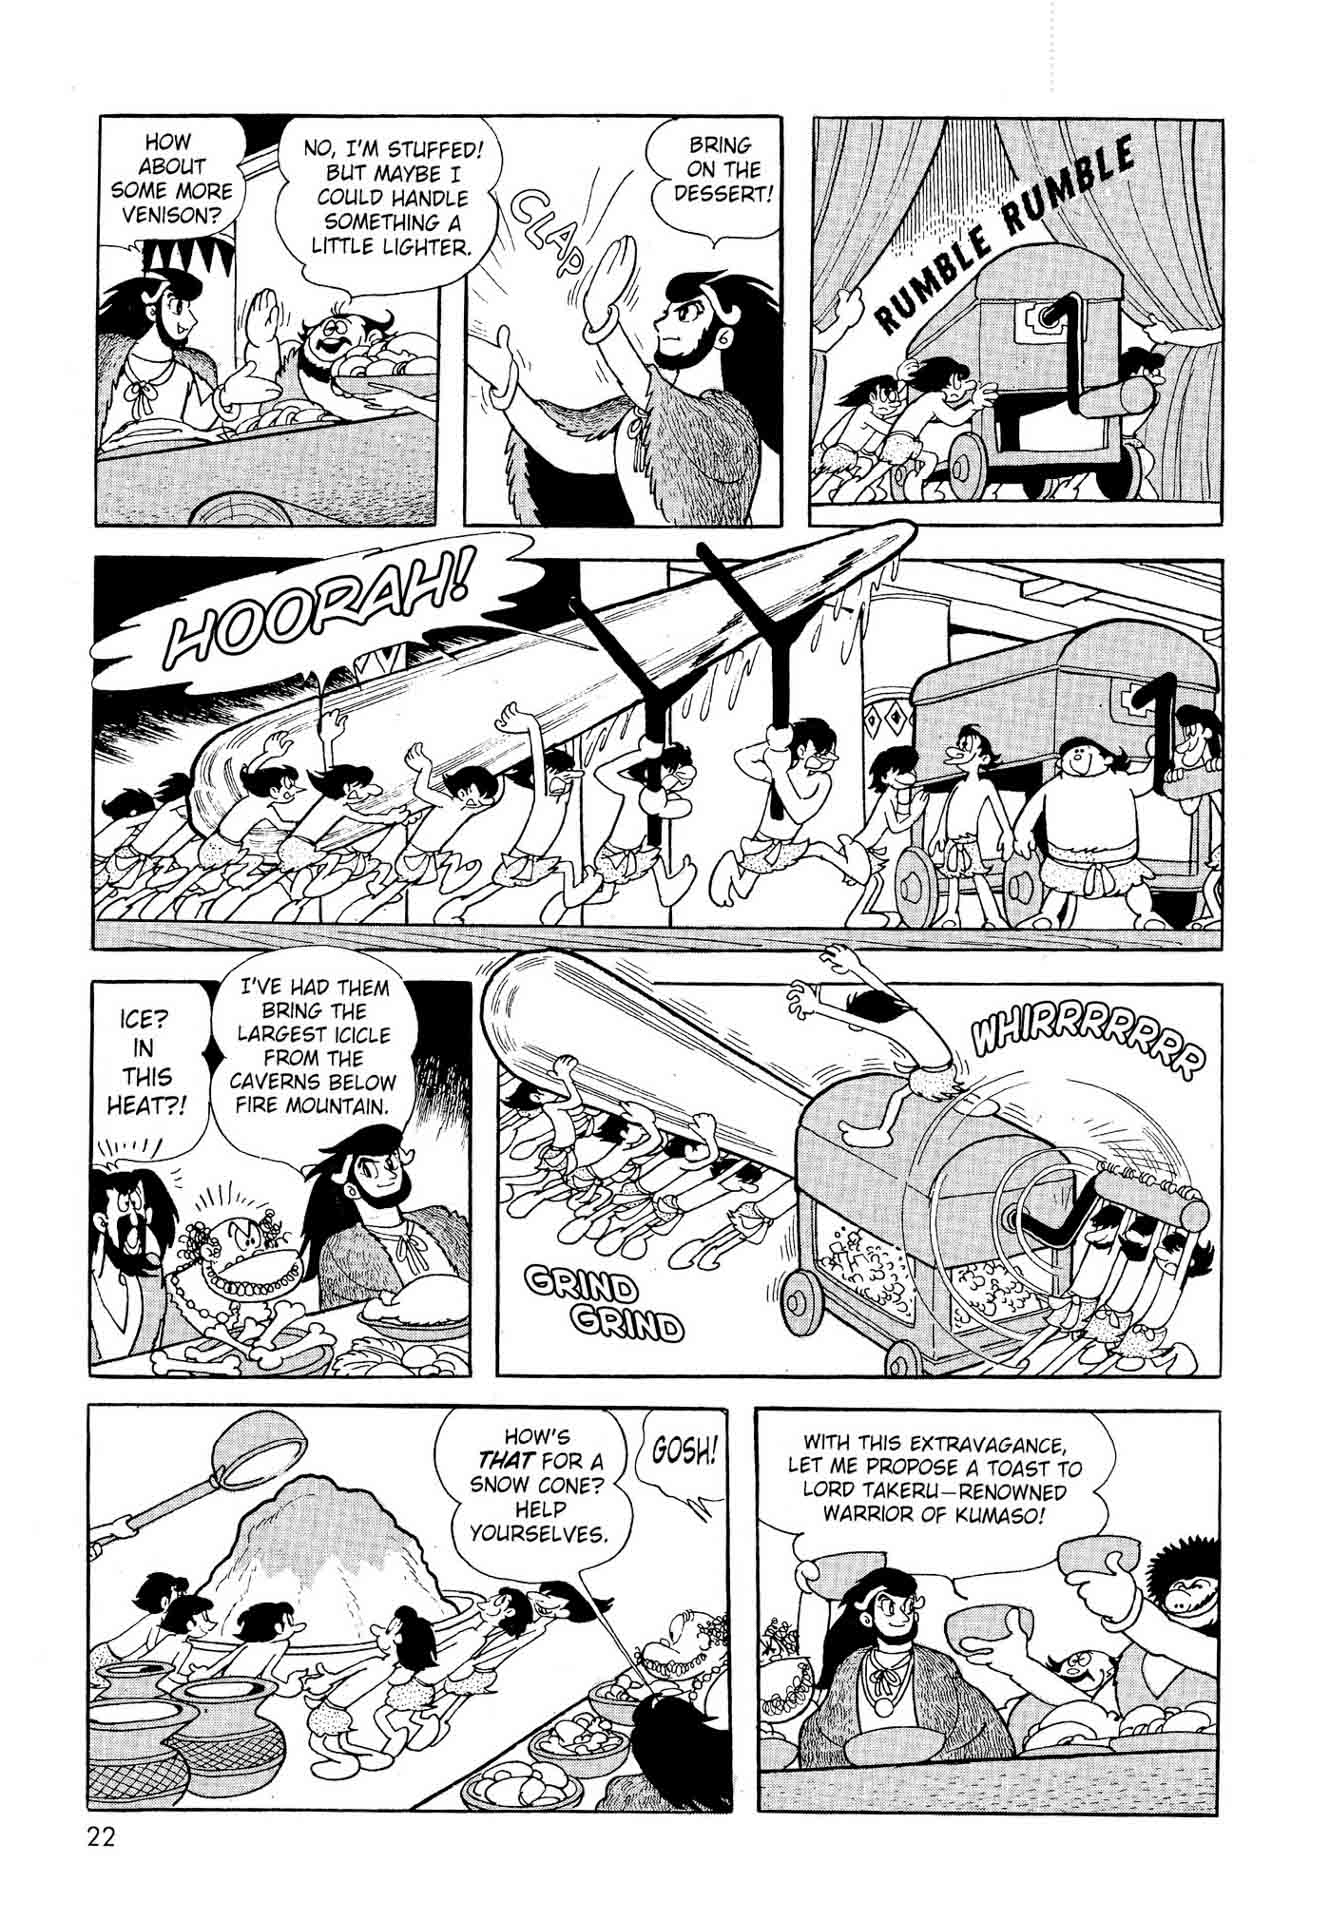 HOW
ABOUT
SOME MORE
VENISON?
NO, I'M STUFFED!
BUT MAYBE I
COULD HANDLE
SOMETHING A
LITTLE LIGHTER.
CLAP
BRING
ON THE
DESSERT!
RUMBLE RUMBLE
HOORAH!
ICE?
IN
THIS
HEAT?!
I'VE HAD THEM
BRING THE
LARGEST ICICLE
FROM THE
CAVERNS BELOW
FIRE MOUNTAIN.
WHIRRRRRRR
GRIND
GRIND
HOW'S
THAT FOR A
SNOW CONE?
HELP
YOURSELVES.
GOSH!
WITH THIS EXTRAVAGANCE,
LET ME PROPOSE A TOAST TO
LORD TAKERU—RENOWNED
WARRIOR OF KUMASO!
22